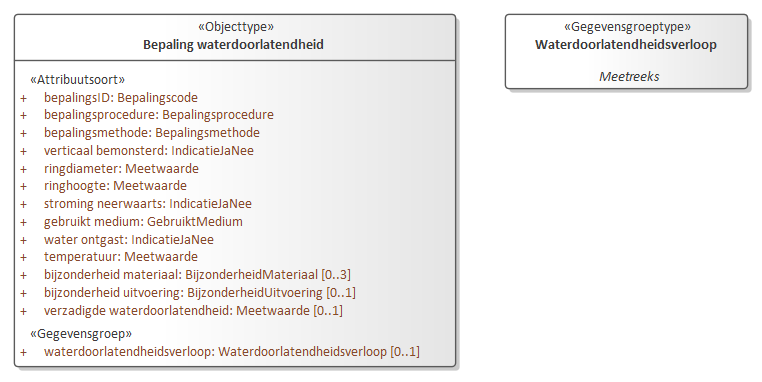 «Objecttype»
Bepaling waterdoorlatendheid
«Attribuutsoort»
+ bepalingsID: Bepalingscode
+ bepalingsprocedure: Bepalingsprocedure
+ bepalingsmethode: Bepalingsmethode
+ verticaal bemonsterd: IndicatieJaNee
+ ringdiameter: Meetwaarde
+ ringhoogte: Meetwaarde
+ stroming neerwaarts: IndicatieJaNee
+ gebruikt medium: GebruiktMedium
+ water ontgast: IndicatieJaNee
+ temperatuur: Meetwaarde
+ bijzonderheid materiaal: BijzonderheidMateriaal [0..3]
+ bijzonderheid uitvoering: BijzonderheidUitvoering [0..1]
+ verzadigde waterdoorlatendheid: Meetwaarde [0..1]
«Gegevensgroep»
+ waterdoorlatendheidsverloop: Waterdoorlatendheidsverloop [0..1]
«Gegevensgroeptype»
Waterdoorlatendheidsverloop
Meetreeks